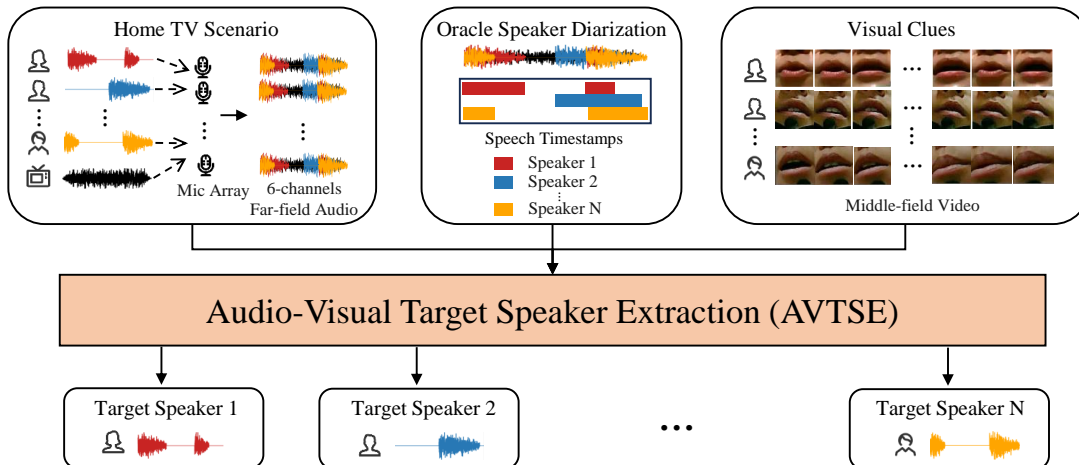 Home TV Scenario
Mic Array
6-channels
Far-field Audio
Oracle Speaker Diarization
Speech Timestamps
Speaker 1
Speaker 2
Speaker N
Visual Clues
Middle-field Video
Audio-Visual Target Speaker Extraction (AVTSE)
Target Speaker 1
Target Speaker 2
Target Speaker N